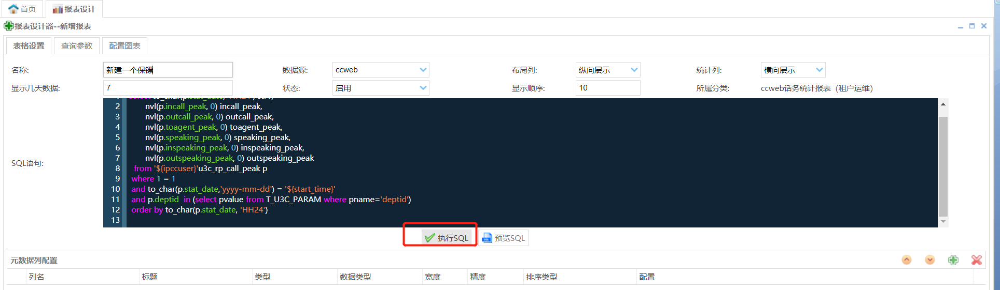 首页 报表设计
报表设计器--新增报表
表格设置 查询参数 配置图表
名称: 新建一个保镖 数据源: ccweb 布局列: 纵向展示 统计列: 横向展示
显示几天数据: 7 状态: 启用 显示顺序: 10 所属分类: ccweb话务统计报表（租户运维）
SQL语句:
2 nvl(p.incall_peak, 0) incall_peak,
3 nvl(p.outcall_peak, 0) outcall_peak,
4 nvl(p.toagent_peak, 0) toagent_peak,
5 nvl(p.speaking_peak, 0) speaking_peak,
6 nvl(p.inspeaking_peak, 0) inspeaking_peak,
7 nvl(p.outspeaking_peak, 0) outspeaking_peak
8 from '${ipccuser}'u3c_rp_call_peak p
9 where 1 = 1
10 and to_char(p.stat_date,'yyyy-mm-dd') = '${start_time}'
11 and p.deptid  in (select pvalue from T_U3C_PARAM where pname='deptid')
12 order by to_char(p.stat_date, 'HH24')
13
执行SQL 预览SQL
元数据列配置
列名 标题 类型 数据类型 宽度 精度 排序类型 配置